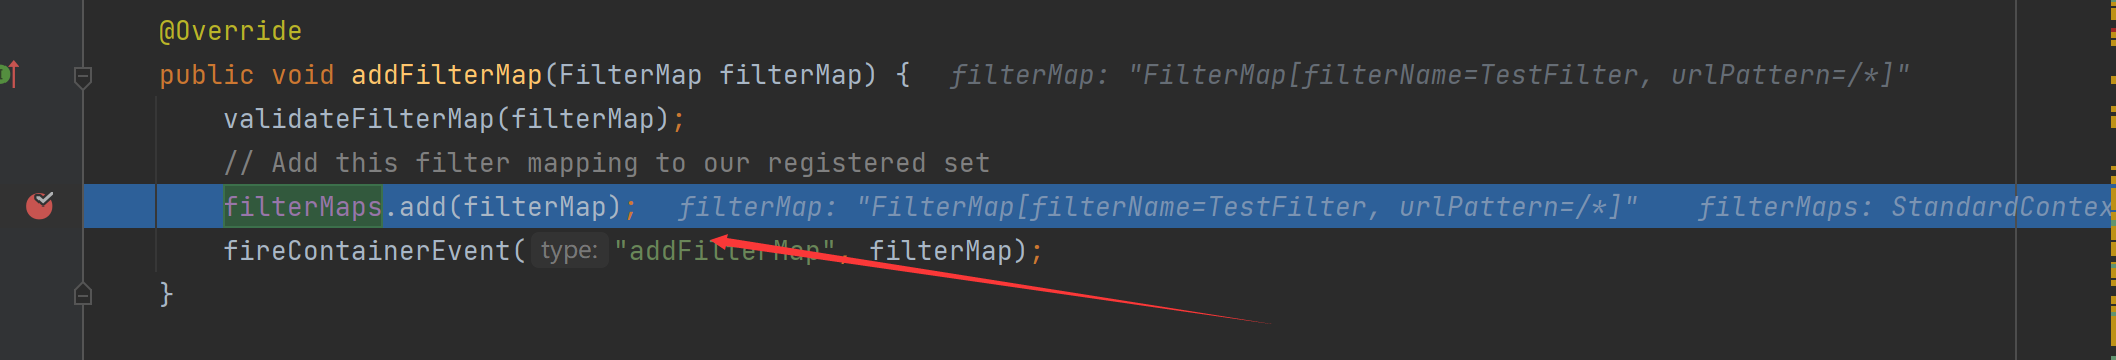 @Override
public void addFilterMap(FilterMap filterMap) { filterMap: "FilterMap[filterName=TestFilter, urlPattern=/*]"
validateFilterMap(filterMap);
// Add this filter mapping to our registered set
filterMaps.add(filterMap); filterMap: "FilterMap[filterName=TestFilter, urlPattern=/*]" filterMaps: StandardContex
fireContainerEvent( type: "addFilterMap", filterMap);
}